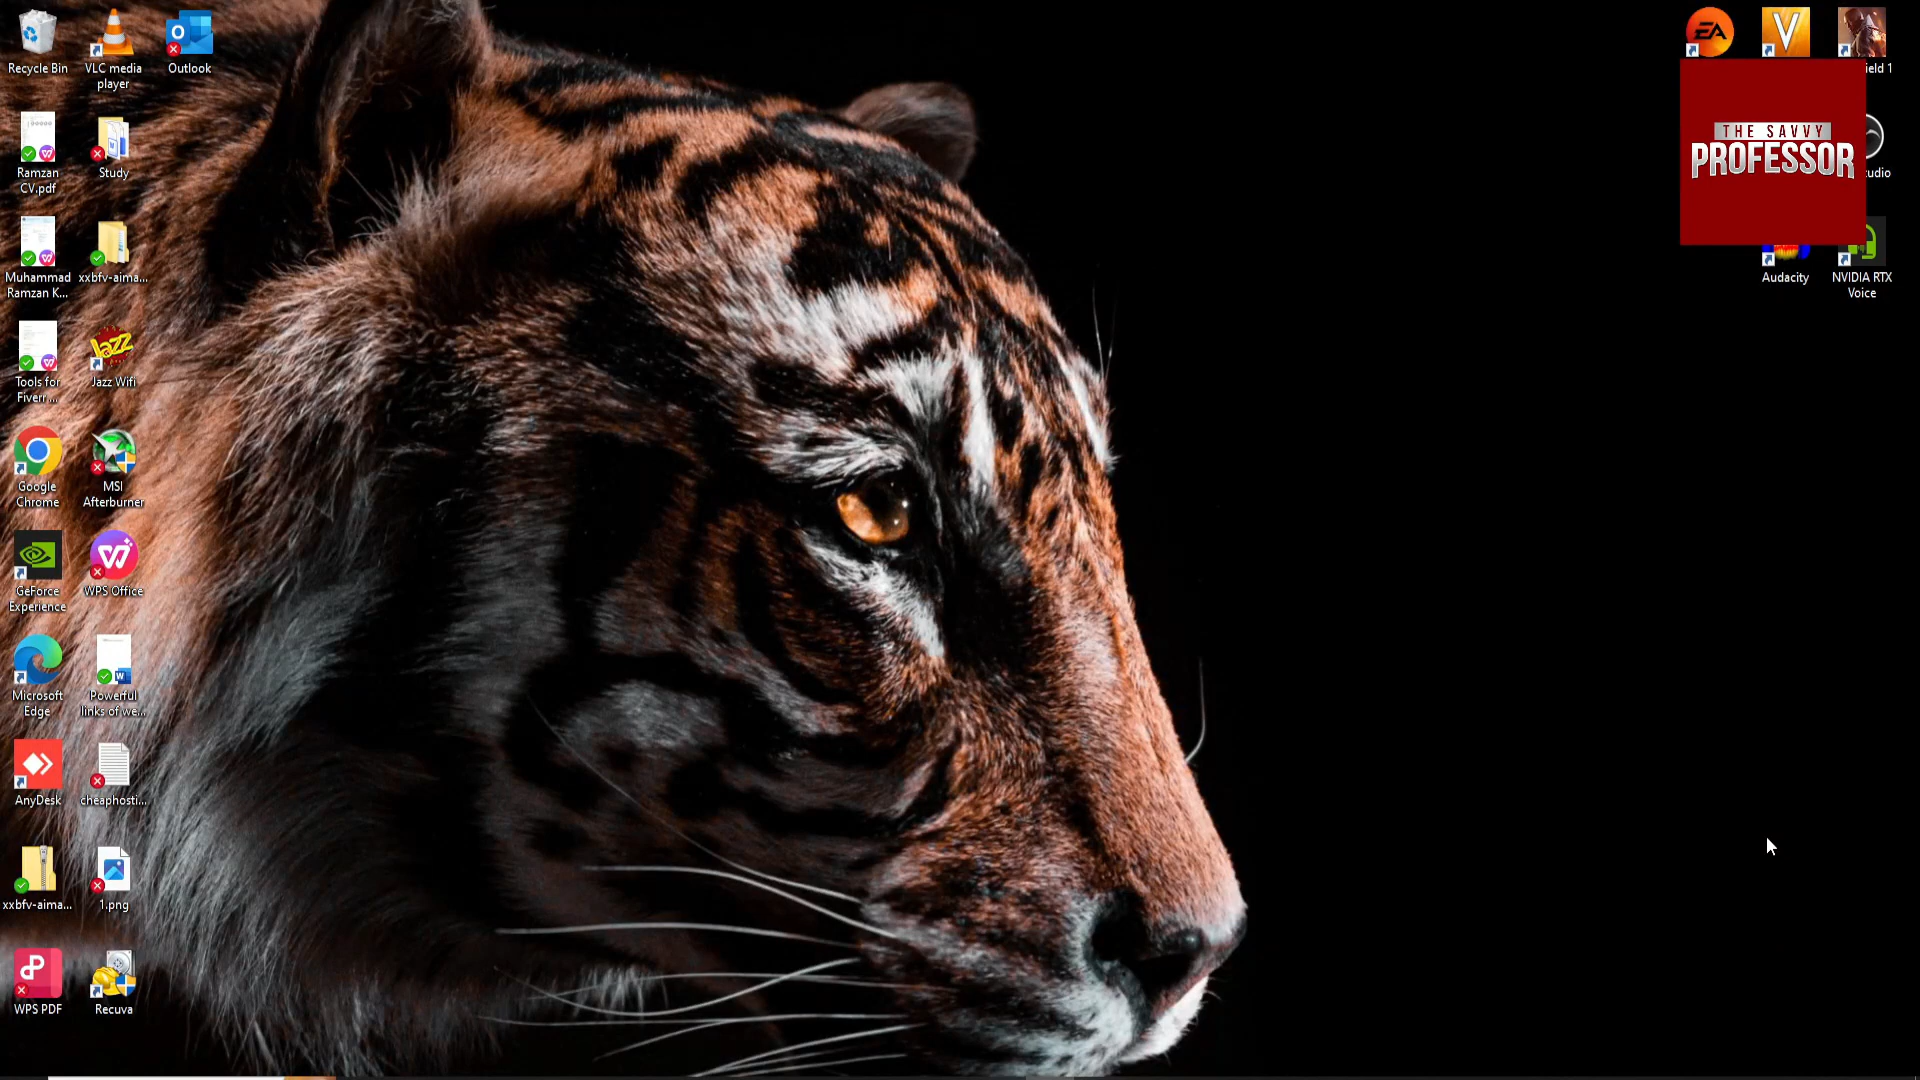 Recycle Bin
VLC media
player
Outlook
Ramzan
CV.pdf
Study
Muhammad
Ramzan K...
xxbfv-aima...
Tools for
Fiverr ...
Jazz
Jazz Wifi
Google
Chrome
MSI
Afterburner
GeForce
Experience
WPS Office
Microsoft
Edge
Powerful
links of we...
AnyDesk
cheaphosti...
xxbfv-aima...
1.png
WPS PDF
Recuva
EA
V
ield 1
THE SAVVY
PROFESSOR
udio
Audacity
NVIDIA RTX
Voice